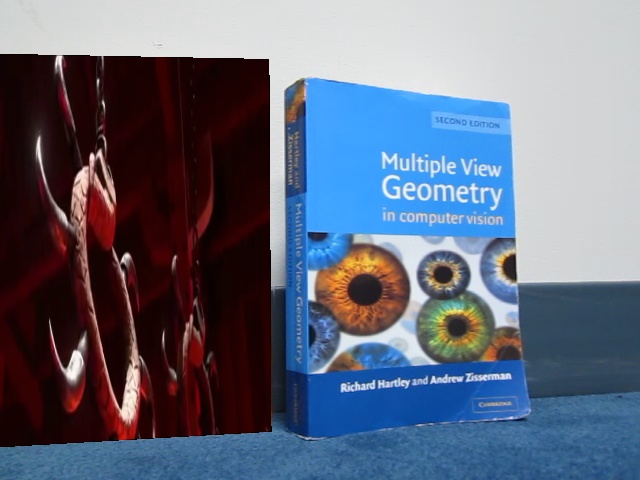 SECOND EDITION
Multiple View
Geometry
in computer vision
Richard Hartley and Andrew Zisserman
CAMBRIDGE
Hartley and
Zisserman
Multiple View Geometry